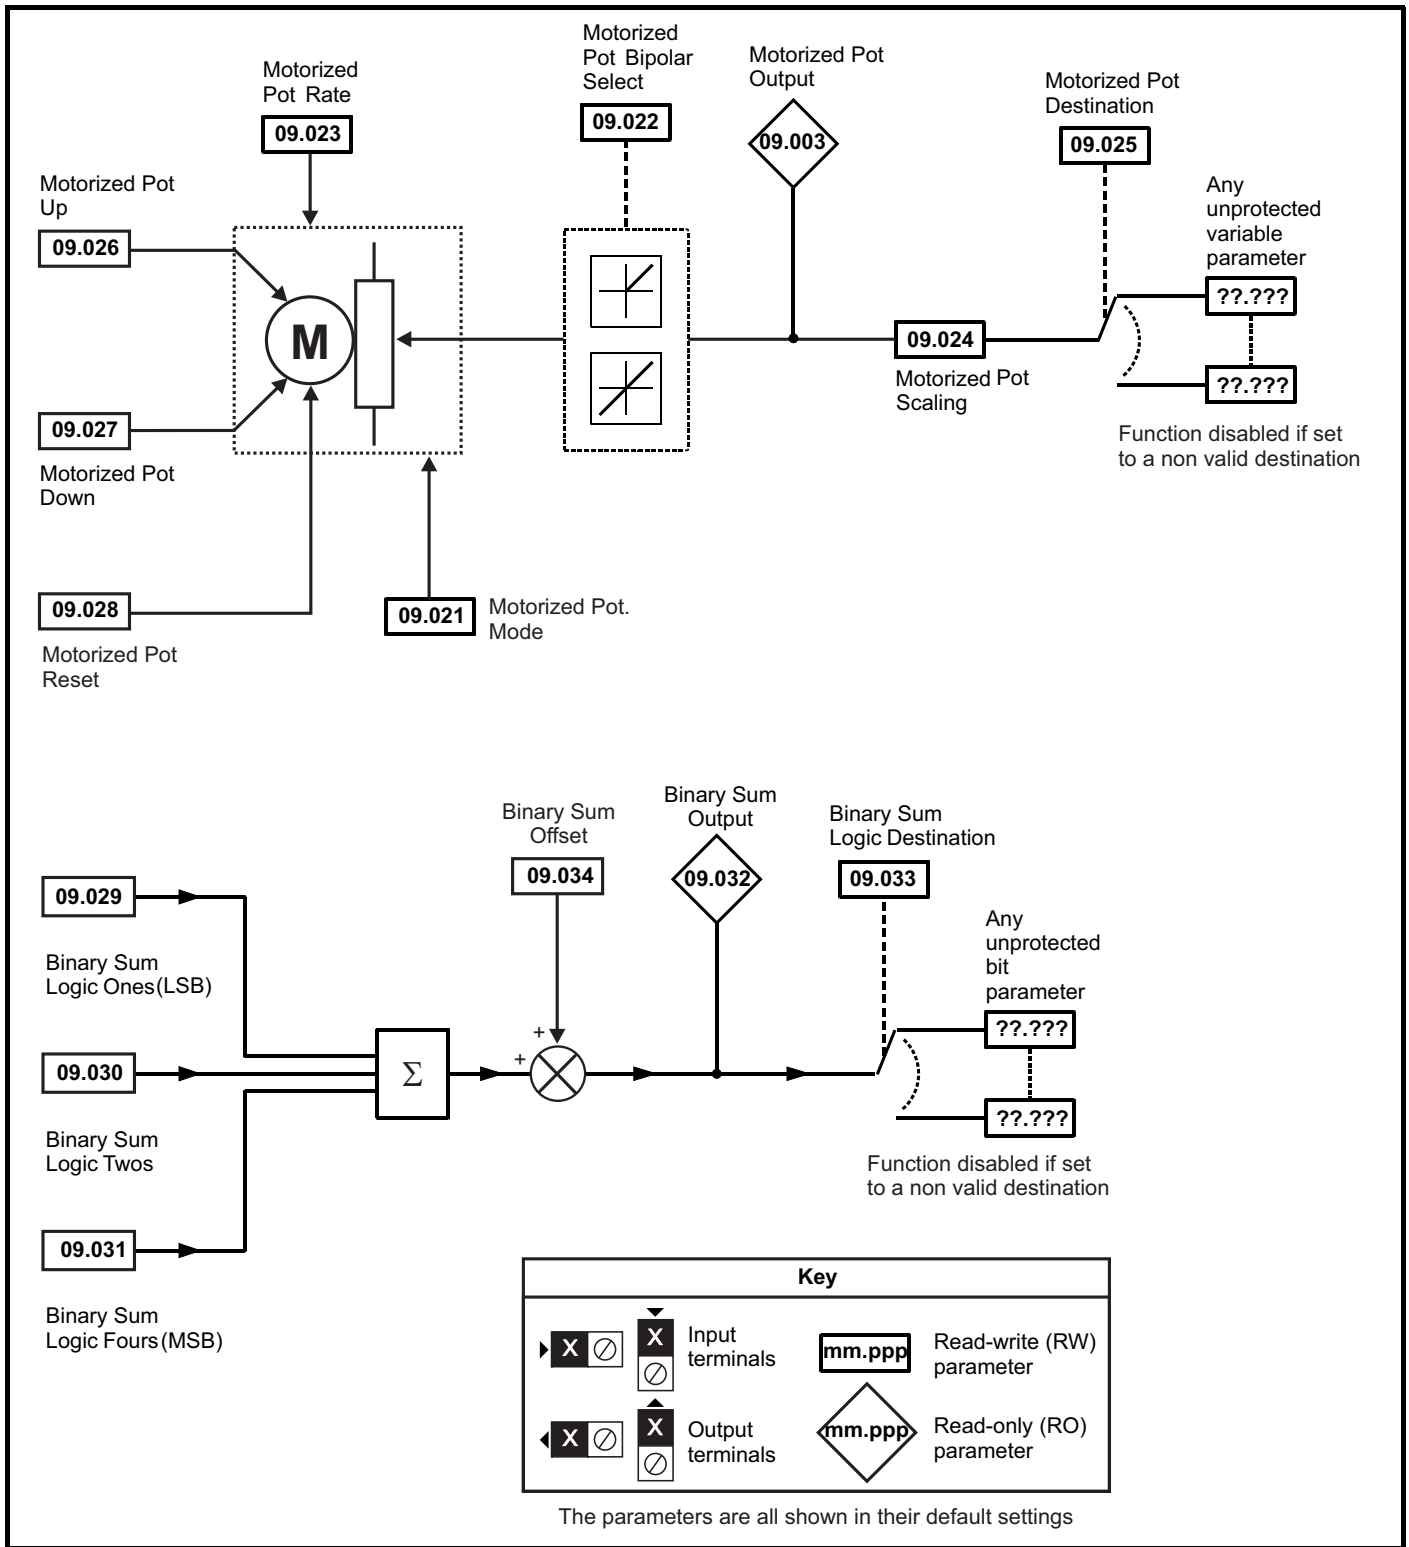 Motorized
Pot Rate
09.023
Motorized
Pot Bipolar
Select
09.022
Motorized Pot
Output
09.003
Motorized Pot
Destination
09.025
Motorized Pot
Up
09.026
M
09.027
Motorized Pot
Down
09.028
Motorized Pot
Reset
09.021
Motorized Pot.
Mode
09.024
Motorized Pot
Scaling
Any
unprotected
variable
parameter
??.???
??.???
Function disabled if set
to a non valid destination
09.029
Binary Sum
Logic Ones(LSB)
09.030
Binary Sum
Logic Twos
09.031
Binary Sum
Logic Fours(MSB)
Σ
Binary Sum
Offset
09.034
+
+
Binary Sum
Output
09.032
Binary Sum
Logic Destination
09.033
Any
unprotected
bit
parameter
??.???
??.???
Function disabled if set
to a non valid destination
Key
X
X
Input
terminals
mm.ppp
Read-write (RW)
parameter
X
X
Output
terminals
mm.ppp
Read-only (RO)
parameter
The parameters are all shown in their default settings